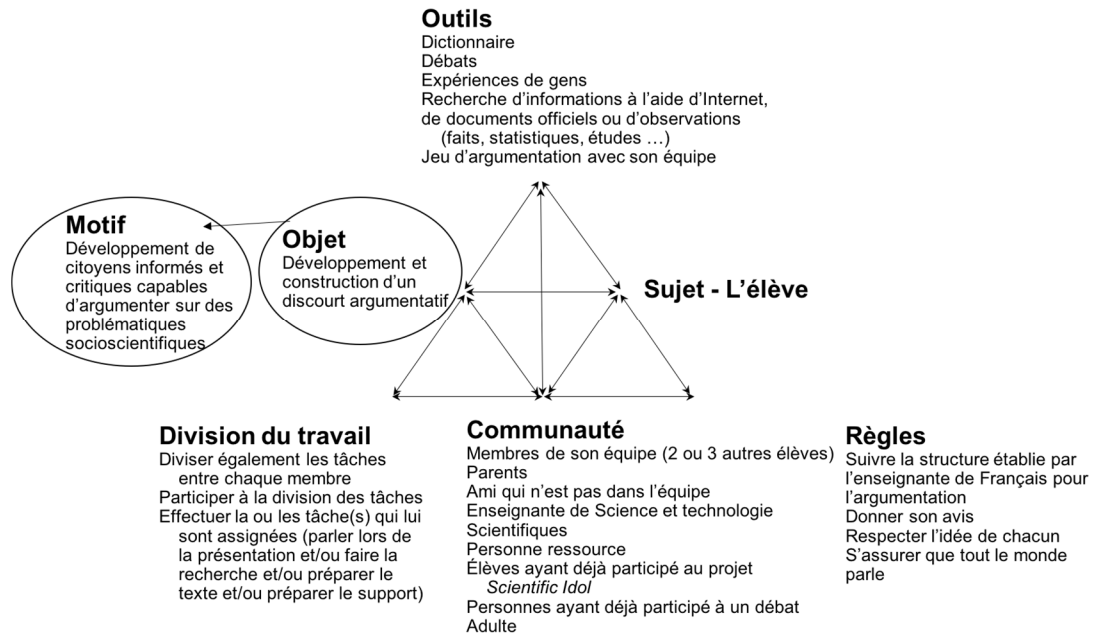 Outils
Dictionnaire
Débats
Expériences de gens
Recherche d'informations à l'aide d'Internet,
de documents officiels ou d'observations
(faits, statistiques, études …)
Jeu d'argumentation avec son équipe
Motif
Développement de
citoyens informés et
critiques capables
d'argumenter sur des
problématiques
socioscientifiques
Objet
Développement et
construction d'un
discourt argumentatif
Sujet - L'élève
Division du travail
Diviser également les tâches
entre chaque membre
Participer à la division des tâches
Effectuer la ou les tâche(s) qui lui
sont assignées (parler lors de
la présentation et/ou faire la
recherche et/ou préparer le
texte et/ou préparer le support)
Communauté
Membres de son équipe (2 ou 3 autres élèves)
Parents
Ami qui n'est pas dans l'équipe
Enseignante de Science et technologie
Scientifiques
Personne ressource
Élèves ayant déjà participé au projet
Scientific Idol
Personnes ayant déjà participé à un débat
Adulte
Règles
Suivre la structure établie par
l'enseignante de Français pour
l'argumentation
Donner son avis
Respecter l'idée de chacun
S'assurer que tout le monde
parle